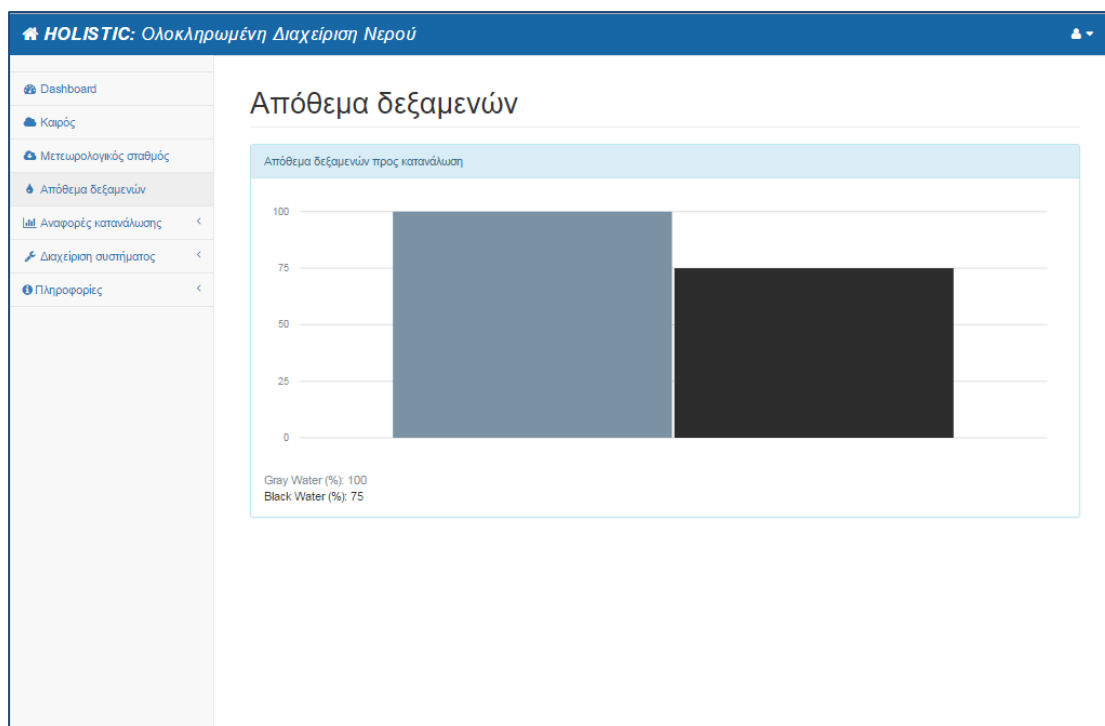 HOLISTIC: Ολοκληρωμένη Διαχείριση Νερού
Dashboard
Καιρός
Μετεωρολογικός σταθμός
Απόθεμα δεξαμενών
Αναφορές κατανάλωσης
Διαχείριση συστήματος
Πληροφορίες
Απόθεμα δεξαμενών
Απόθεμα δεξαμενών προς κατανάλωση
100
75
50
25
0
Gray Water (%): 100
Black Water (%): 75